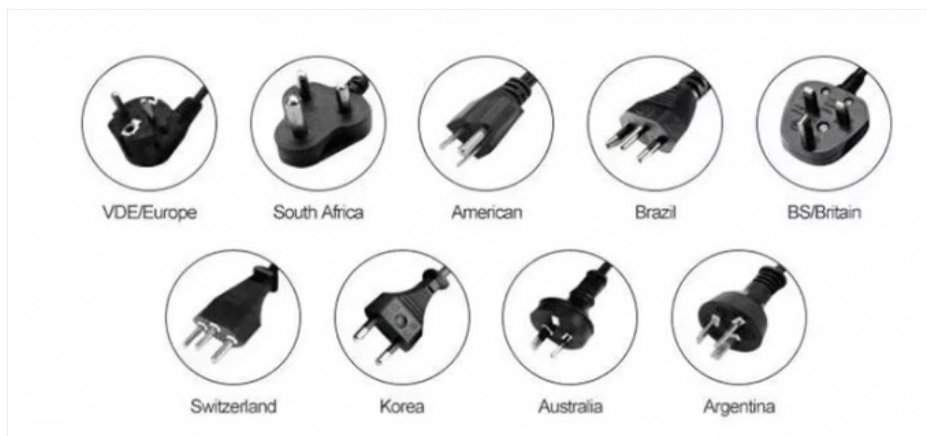 VDE/Europe
South Africa
American
Brazil
BS/Britain
Switzerland
Korea
Australia
Argentina